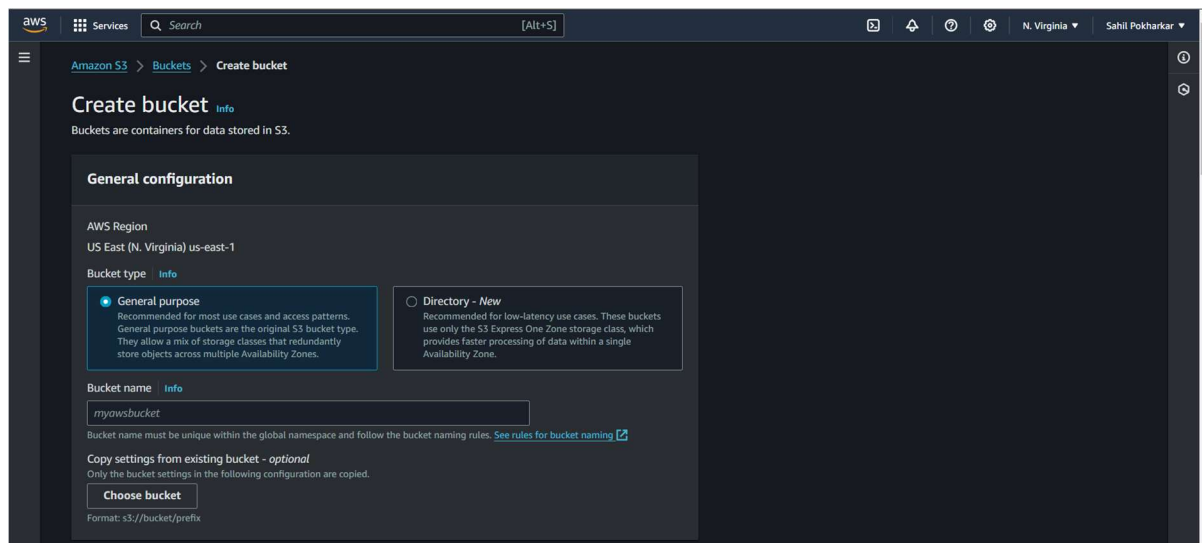 aws Services Search [Alt+S] N. Virginia ▼ Sahil Pokharkar ▼
Amazon S3 > Buckets > Create bucket
Create bucket Info
Buckets are containers for data stored in S3.
General configuration
AWS Region
US East (N. Virginia) us-east-1
Bucket type Info
General purpose
Recommended for most use cases and access patterns.
General purpose buckets are the original S3 bucket type.
They allow a mix of storage classes that redundantly
store objects across multiple Availability Zones.
Directory - New
Recommended for low-latency use cases. These buckets
use only the S3 Express One Zone storage class, which
provides faster processing of data within a single
Availability Zone.
Bucket name Info
myawsbucket
Bucket name must be unique within the global namespace and follow the bucket naming rules. See rules for bucket naming
Copy settings from existing bucket - optional
Only the bucket settings in the following configuration are copied.
Choose bucket
Format: s3://bucket/prefix